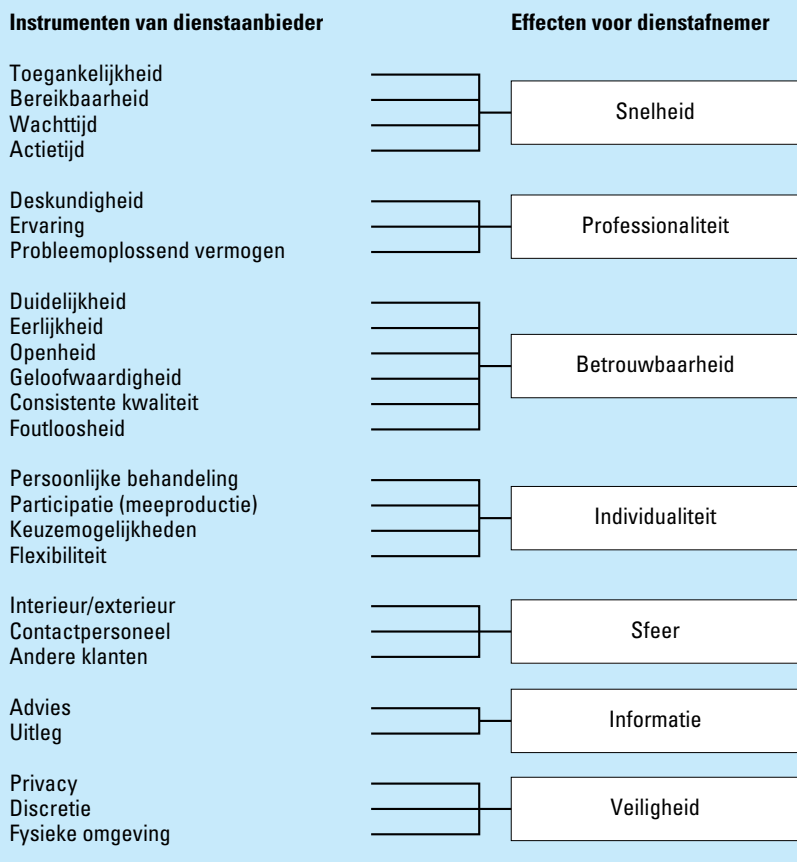 Instrumenten van dienstaanbieder
Effecten voor dienstafnemer
Toegankelijkheid
Bereikbaarheid
Wachttijd
Actietijd
Snelheid
Deskundigheid
Ervaring
Probleemoplossend vermogen
Professionaliteit
Duidelijkheid
Eerlijkheid
Openheid
Geloofwaardigheid
Consistente kwaliteit
Foutloosheid
Betrouwbaarheid
Persoonlijke behandeling
Participatie (meeproductie)
Keuzemogelijkheden
Flexibiliteit
Individualiteit
Interieur/exterieur
Contactpersoneel
Andere klanten
Sfeer
Advies
Uitleg
Informatie
Privacy
Discretie
Fysieke omgeving
Veiligheid